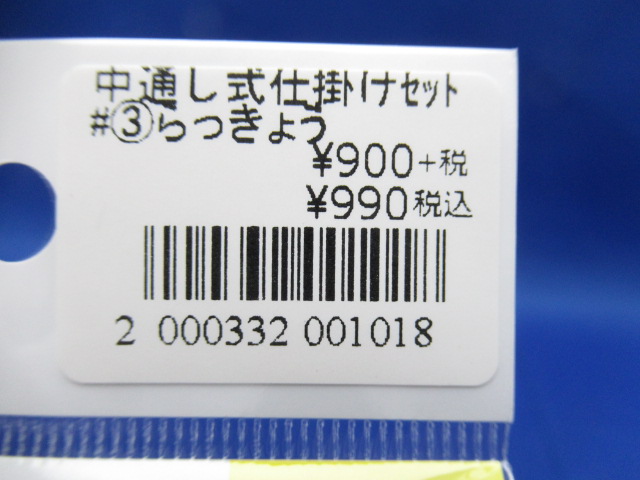 中通し式仕掛けセット
#③らっきょう
¥900+税
¥990税込
2 000332 001018